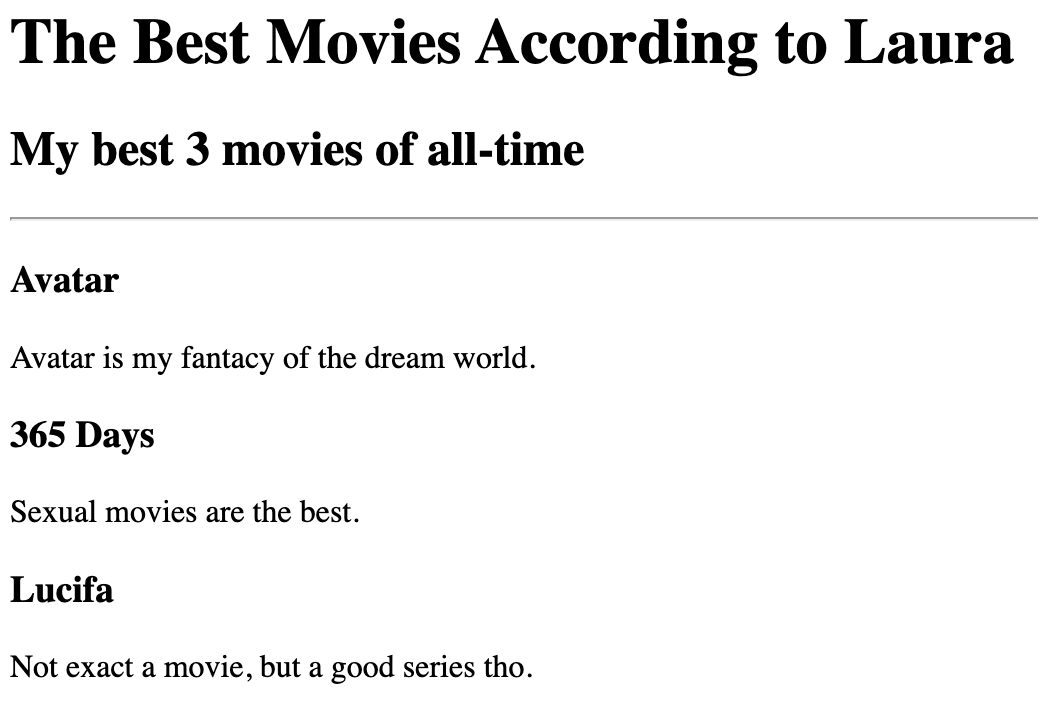 The Best Movies According to Laura
My best 3 movies of all-time
Avatar
Avatar is my fantacy of the dream world.
365 Days
Sexual movies are the best.
Lucifa
Not exact a movie, but a good series tho.